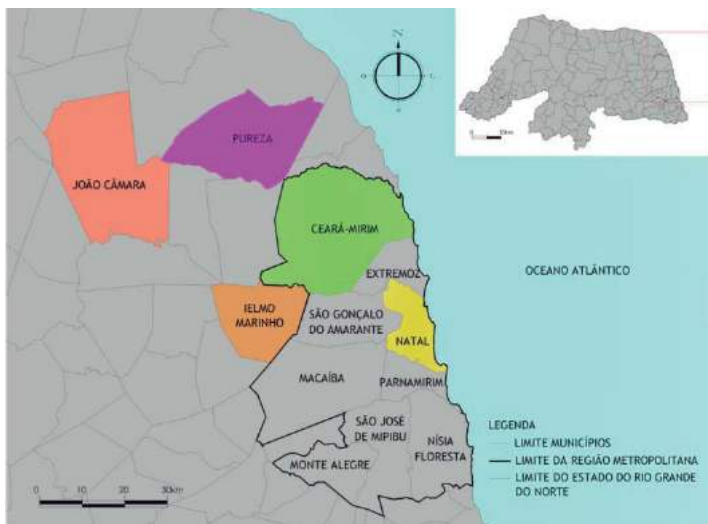 N
L
0 50km
PUREZA
JOÃO CÂMARA
CEARÁ-MIRIM
EXTREMOZ
OCEANO ATLÂNTICO
IELMO
MARINHO
SÃO GONÇALO
DO AMARANTE
NATAL
MACAÍBA
PARNAMIRIM
SÃO JOSÉ
DE MIPIBU
NÍSIA
FLORESTA
MONTE ALEGRE
LEGENDA
LIMITE MUNICÍPIOS
LIMITE DA REGIÃO METROPOLITANA
LIMITE DO ESTADO DO RIO GRANDE
DO NORTE
0 10 20 30km